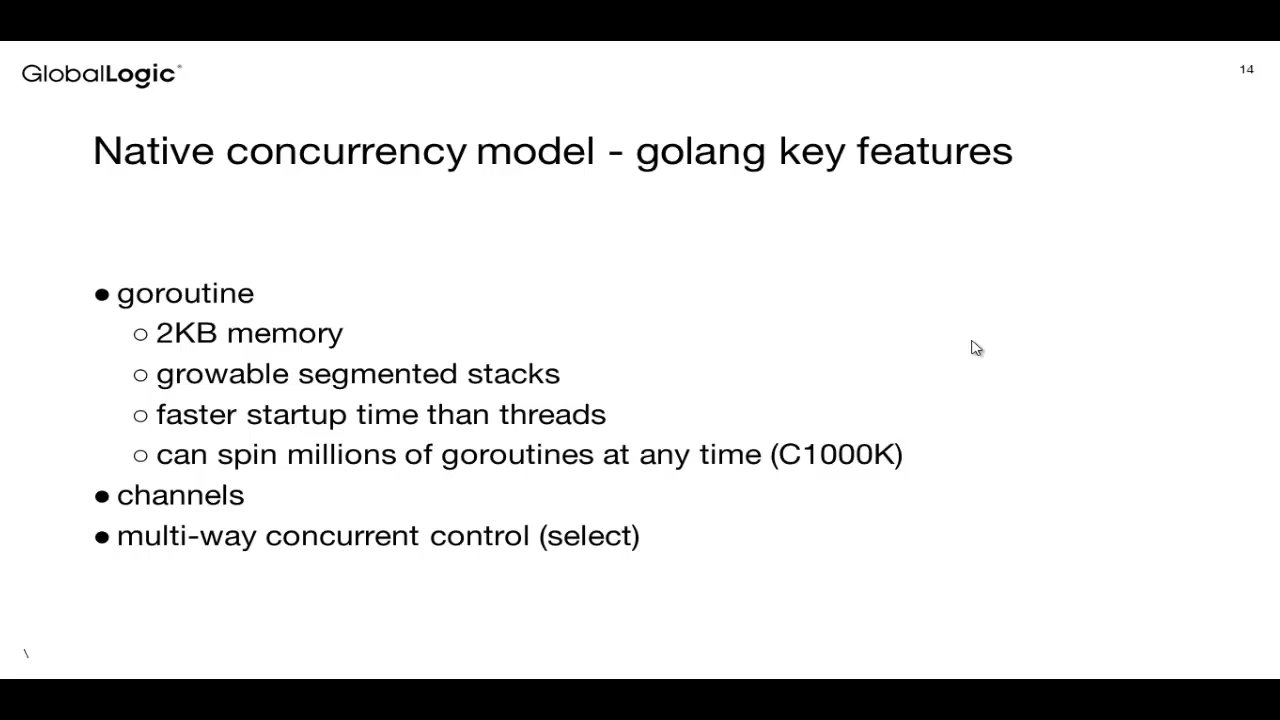 GlobalLogic
14
Native concurrency model - golang key features
● goroutine
○ 2KB memory
○ growable segmented stacks
○ faster startup time than threads
○ can spin millions of goroutines at any time (C1000K)
● channels
● multi-way concurrent control (select)
\